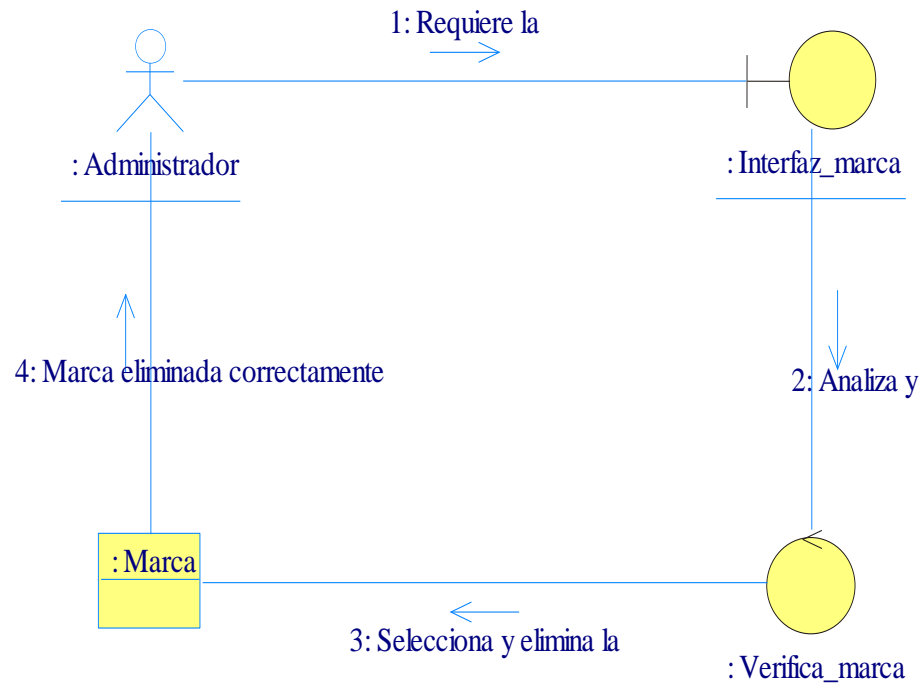 1: Requiere la
: Administrador
: Interfaz_marca
4: Marca eliminada correctamente
2: Analiza y
: Marca
3: Selecciona y elimina la
: Verifica_marca